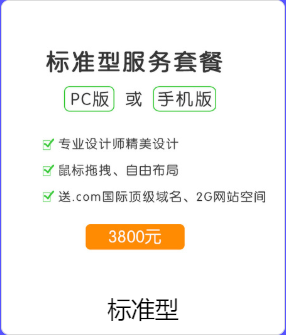 标准型服务套餐
PC版 或 手机版
专业设计师精美设计
鼠标拖拽、自由布局
送.com国际顶级域名、2G网站空间
3800元
标准型